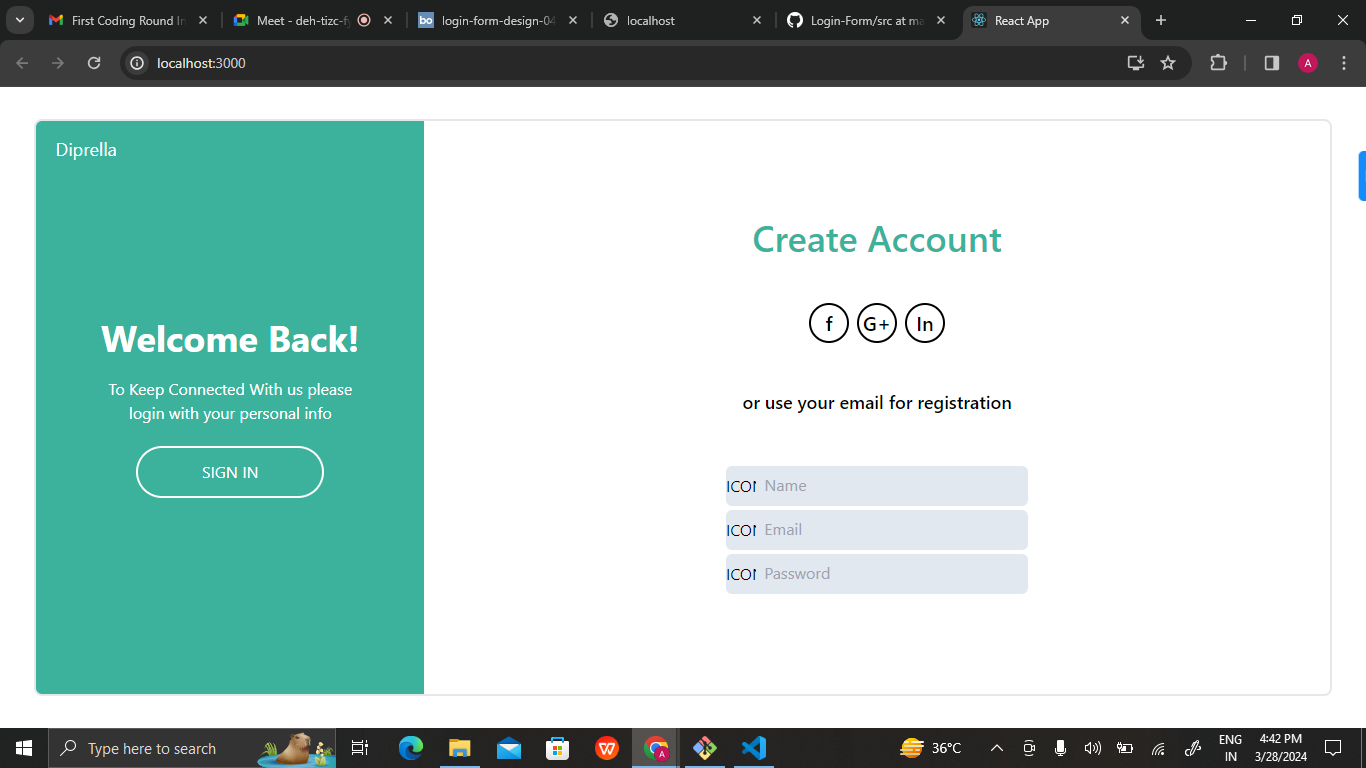 First Coding Round In
Meet - deh-tizc-fy
bo
login-form-design-04
localhost
Login-Form/src at ma
React App
localhost:3000
A
Diprella
Welcome Back!
To Keep Connected With us please
login with your personal info
SIGN IN
Create Account
f G+ In
or use your email for registration
ICON Name
ICON Email
ICON Password
Type here to search
W
A
36°C
ENG
IN
4:42 PM
3/28/2024